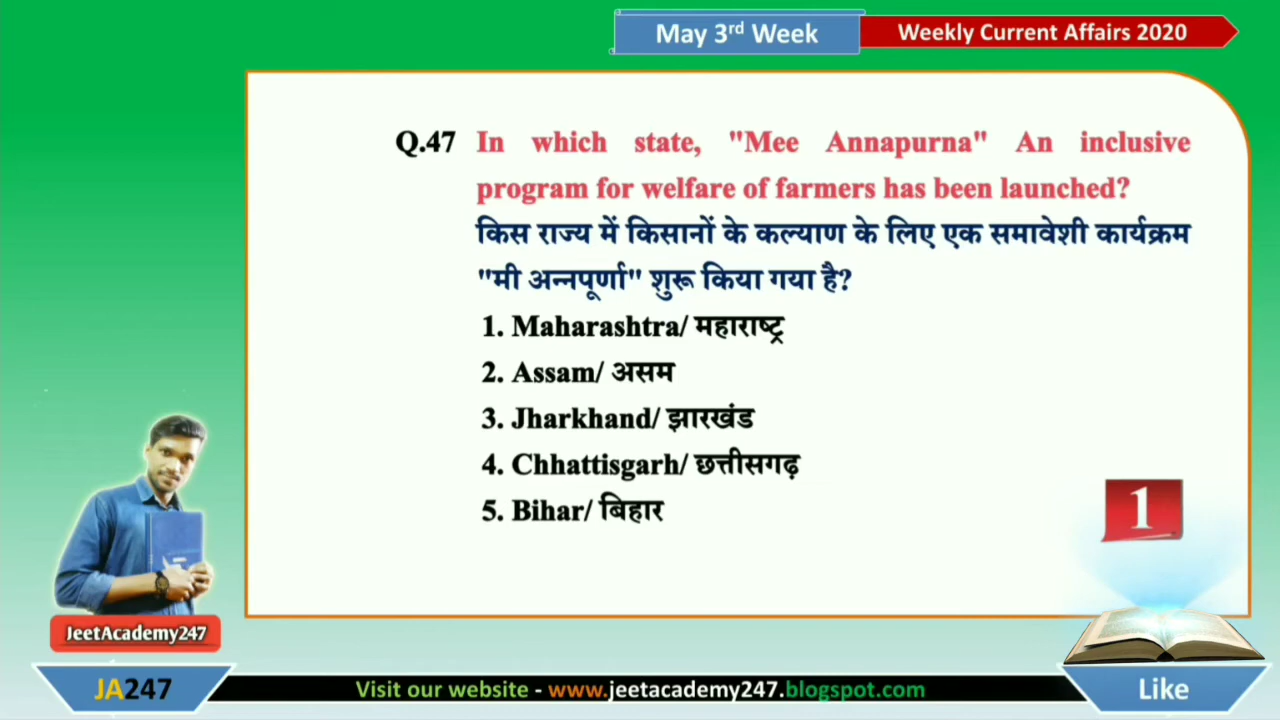 May 3rd Week
Weekly Current Affairs 2020
Q.47 In which state, "Mee Annapurna" An inclusive
program for welfare of farmers has been launched?
किस राज्य में किसानों के कल्याण के लिए एक समावेशी कार्यक्रम
"मी अन्नपूर्णा" शुरू किया गया है?
1. Maharashtra/ महाराष्ट्र
2. Assam/ असम
3. Jharkhand/ झारखंड
4. Chhattisgarh/ छत्तीसगढ़
5. Bihar/ बिहार
1
JeetAcademy247
JA247
Visit our website - www.jeetacademy247.blogspot.com
Like